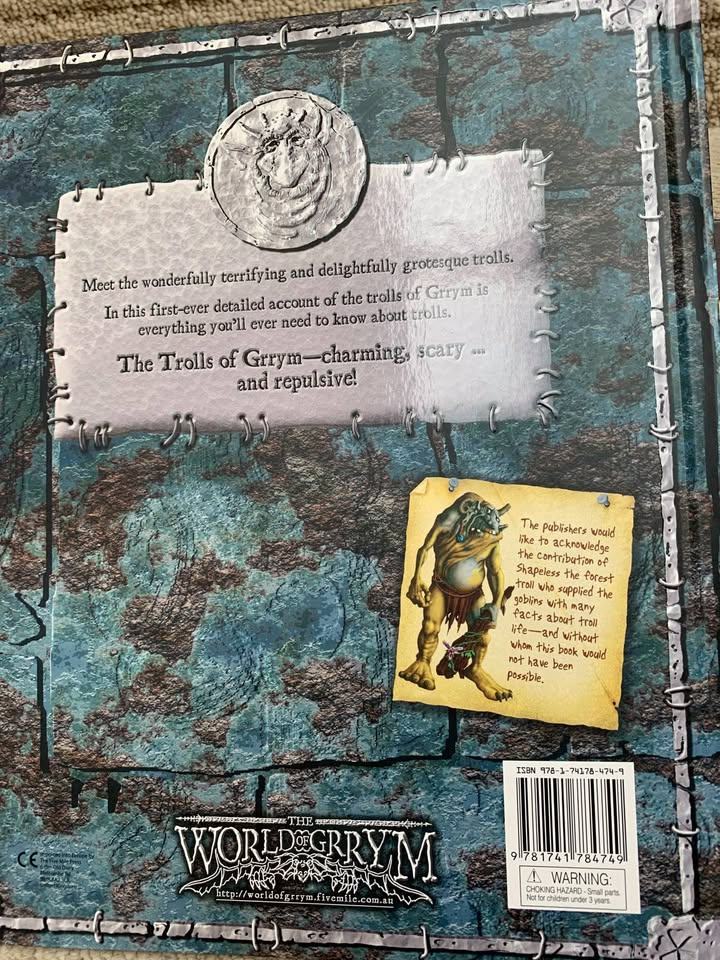 Meet the wonderfully terrifying and delightfully grotesque trolls.
In this first-ever detailed account of the trolls of Grrym is
everything you'll ever need to know about trolls.
The Trolls of Grrym—charming, scary ...
and repulsive!
The publishers would
like to acknowledge
the contribution of
Shapeless the forest
troll who supplied the
goblins with many
facts about troll
life—and without
whom this book would
not have been
possible.
ISBN 978-1-74178-474-9
9 781741 784749
WARNING:
CHOKING HAZARD - Small parts.
Not for children under 3 years.
THE
WORLD OF GRRYM
http://worldofgrrym.fivemile.com.au
CE